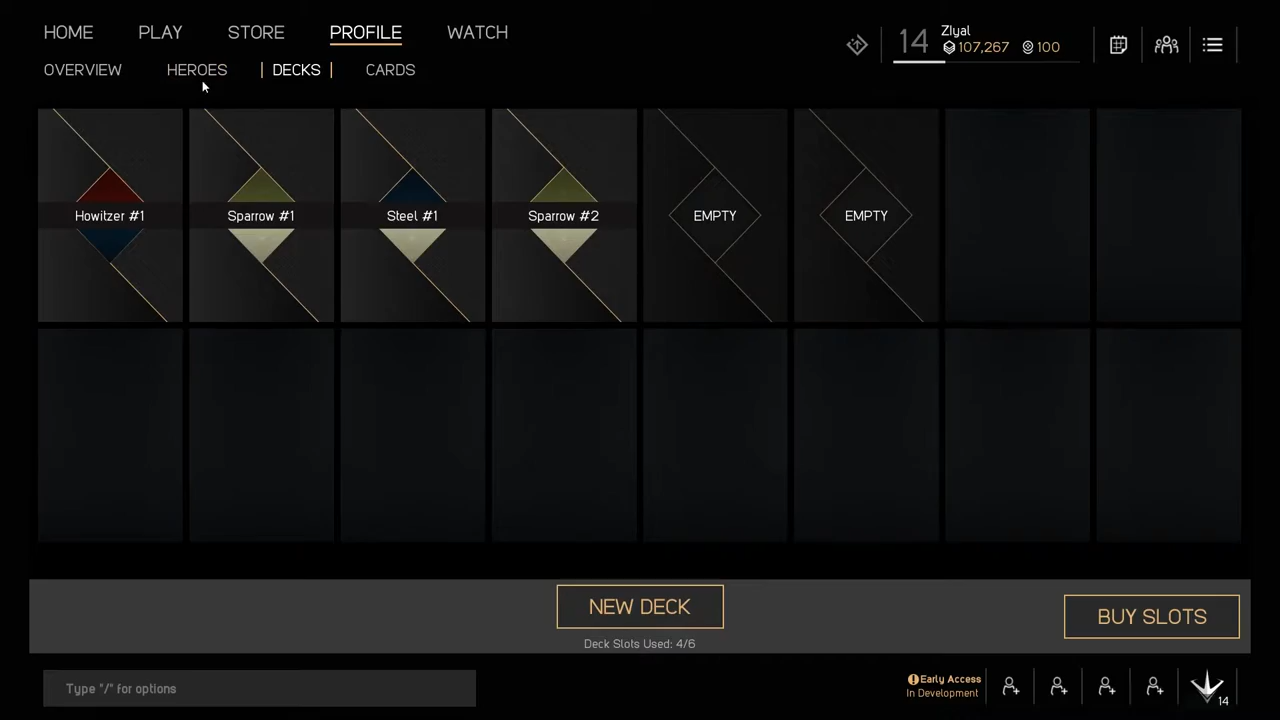 HOME PLAY STORE PROFILE WATCH
14 Zlyal
107,267 100
OVERVIEW HEROES DECKS CARDS
Howitzer #1 Sparrow #1 Steel #1 Sparrow #2 EMPTY EMPTY
NEW DECK
Deck Slots Used: 4/6
BUY SLOTS
Type "/" for options
Early Access
In Development
14